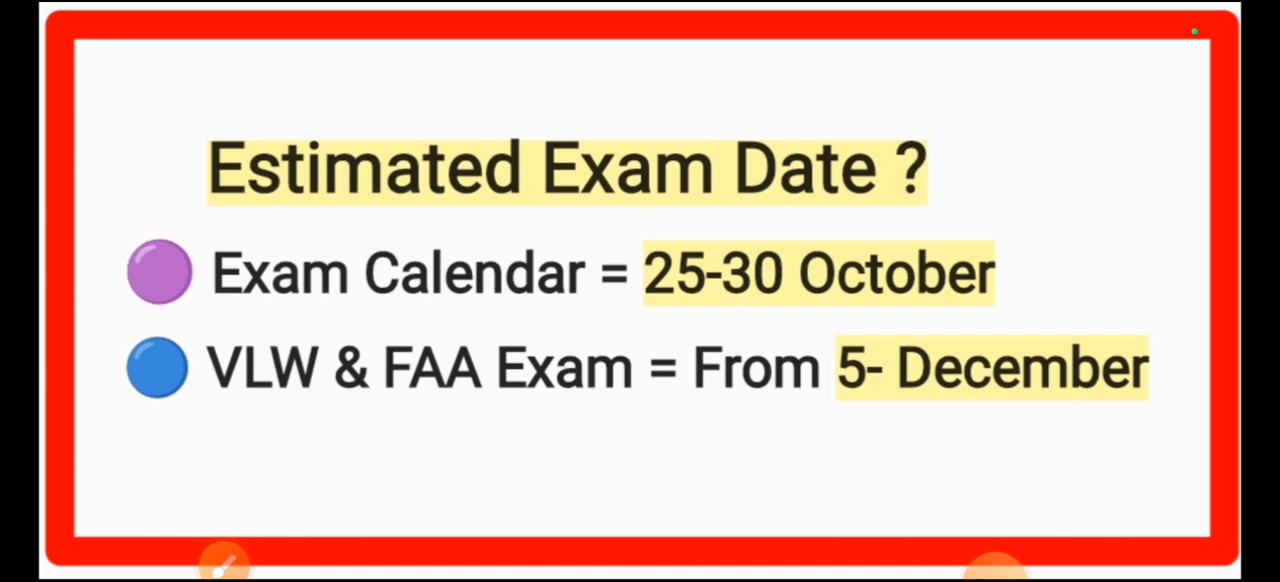 Estimated Exam Date ?
Exam Calendar = 25-30 October
VLW & FAA Exam = From 5- December